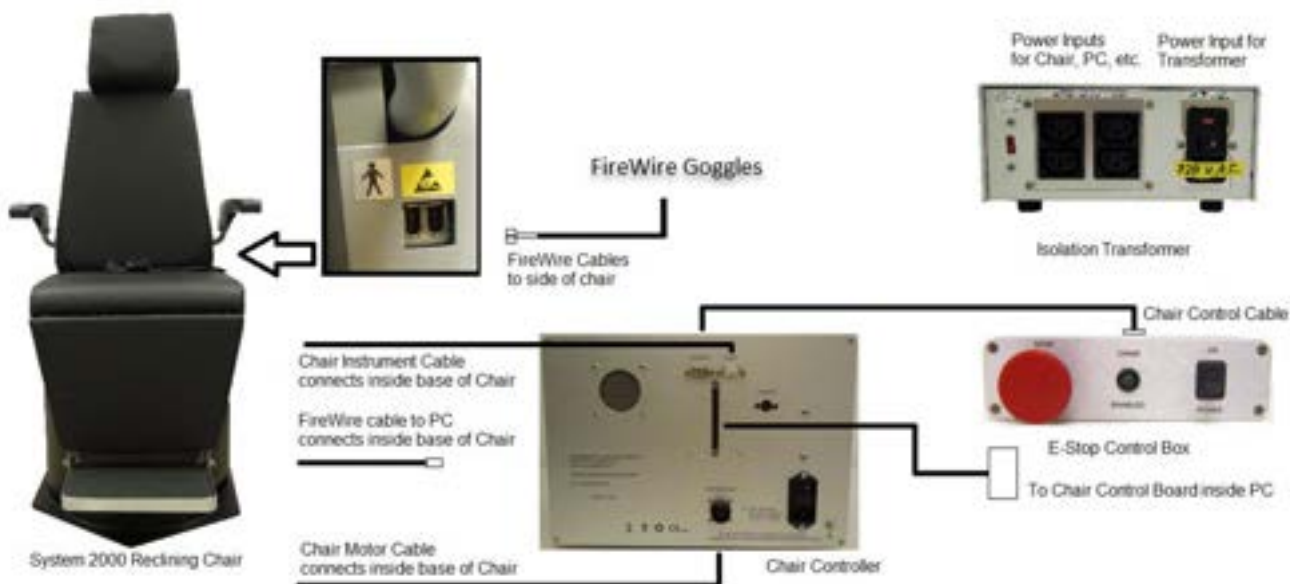 Power Inputs
for Chair, PC, etc.
Power Input for
Transformer
FireWire Goggles
FireWire Cables
to side of chair
Isolation Transformer
Chair Control Cable
Chair Instrument Cable
connects inside base of Chair
FireWire cable to PC
connects inside base of Chair
E-Stop Control Box
To Chair Control Board inside PC
System 2000 Reclining Chair
Chair Motor Cable
connects inside base of Chair
Chair Controller